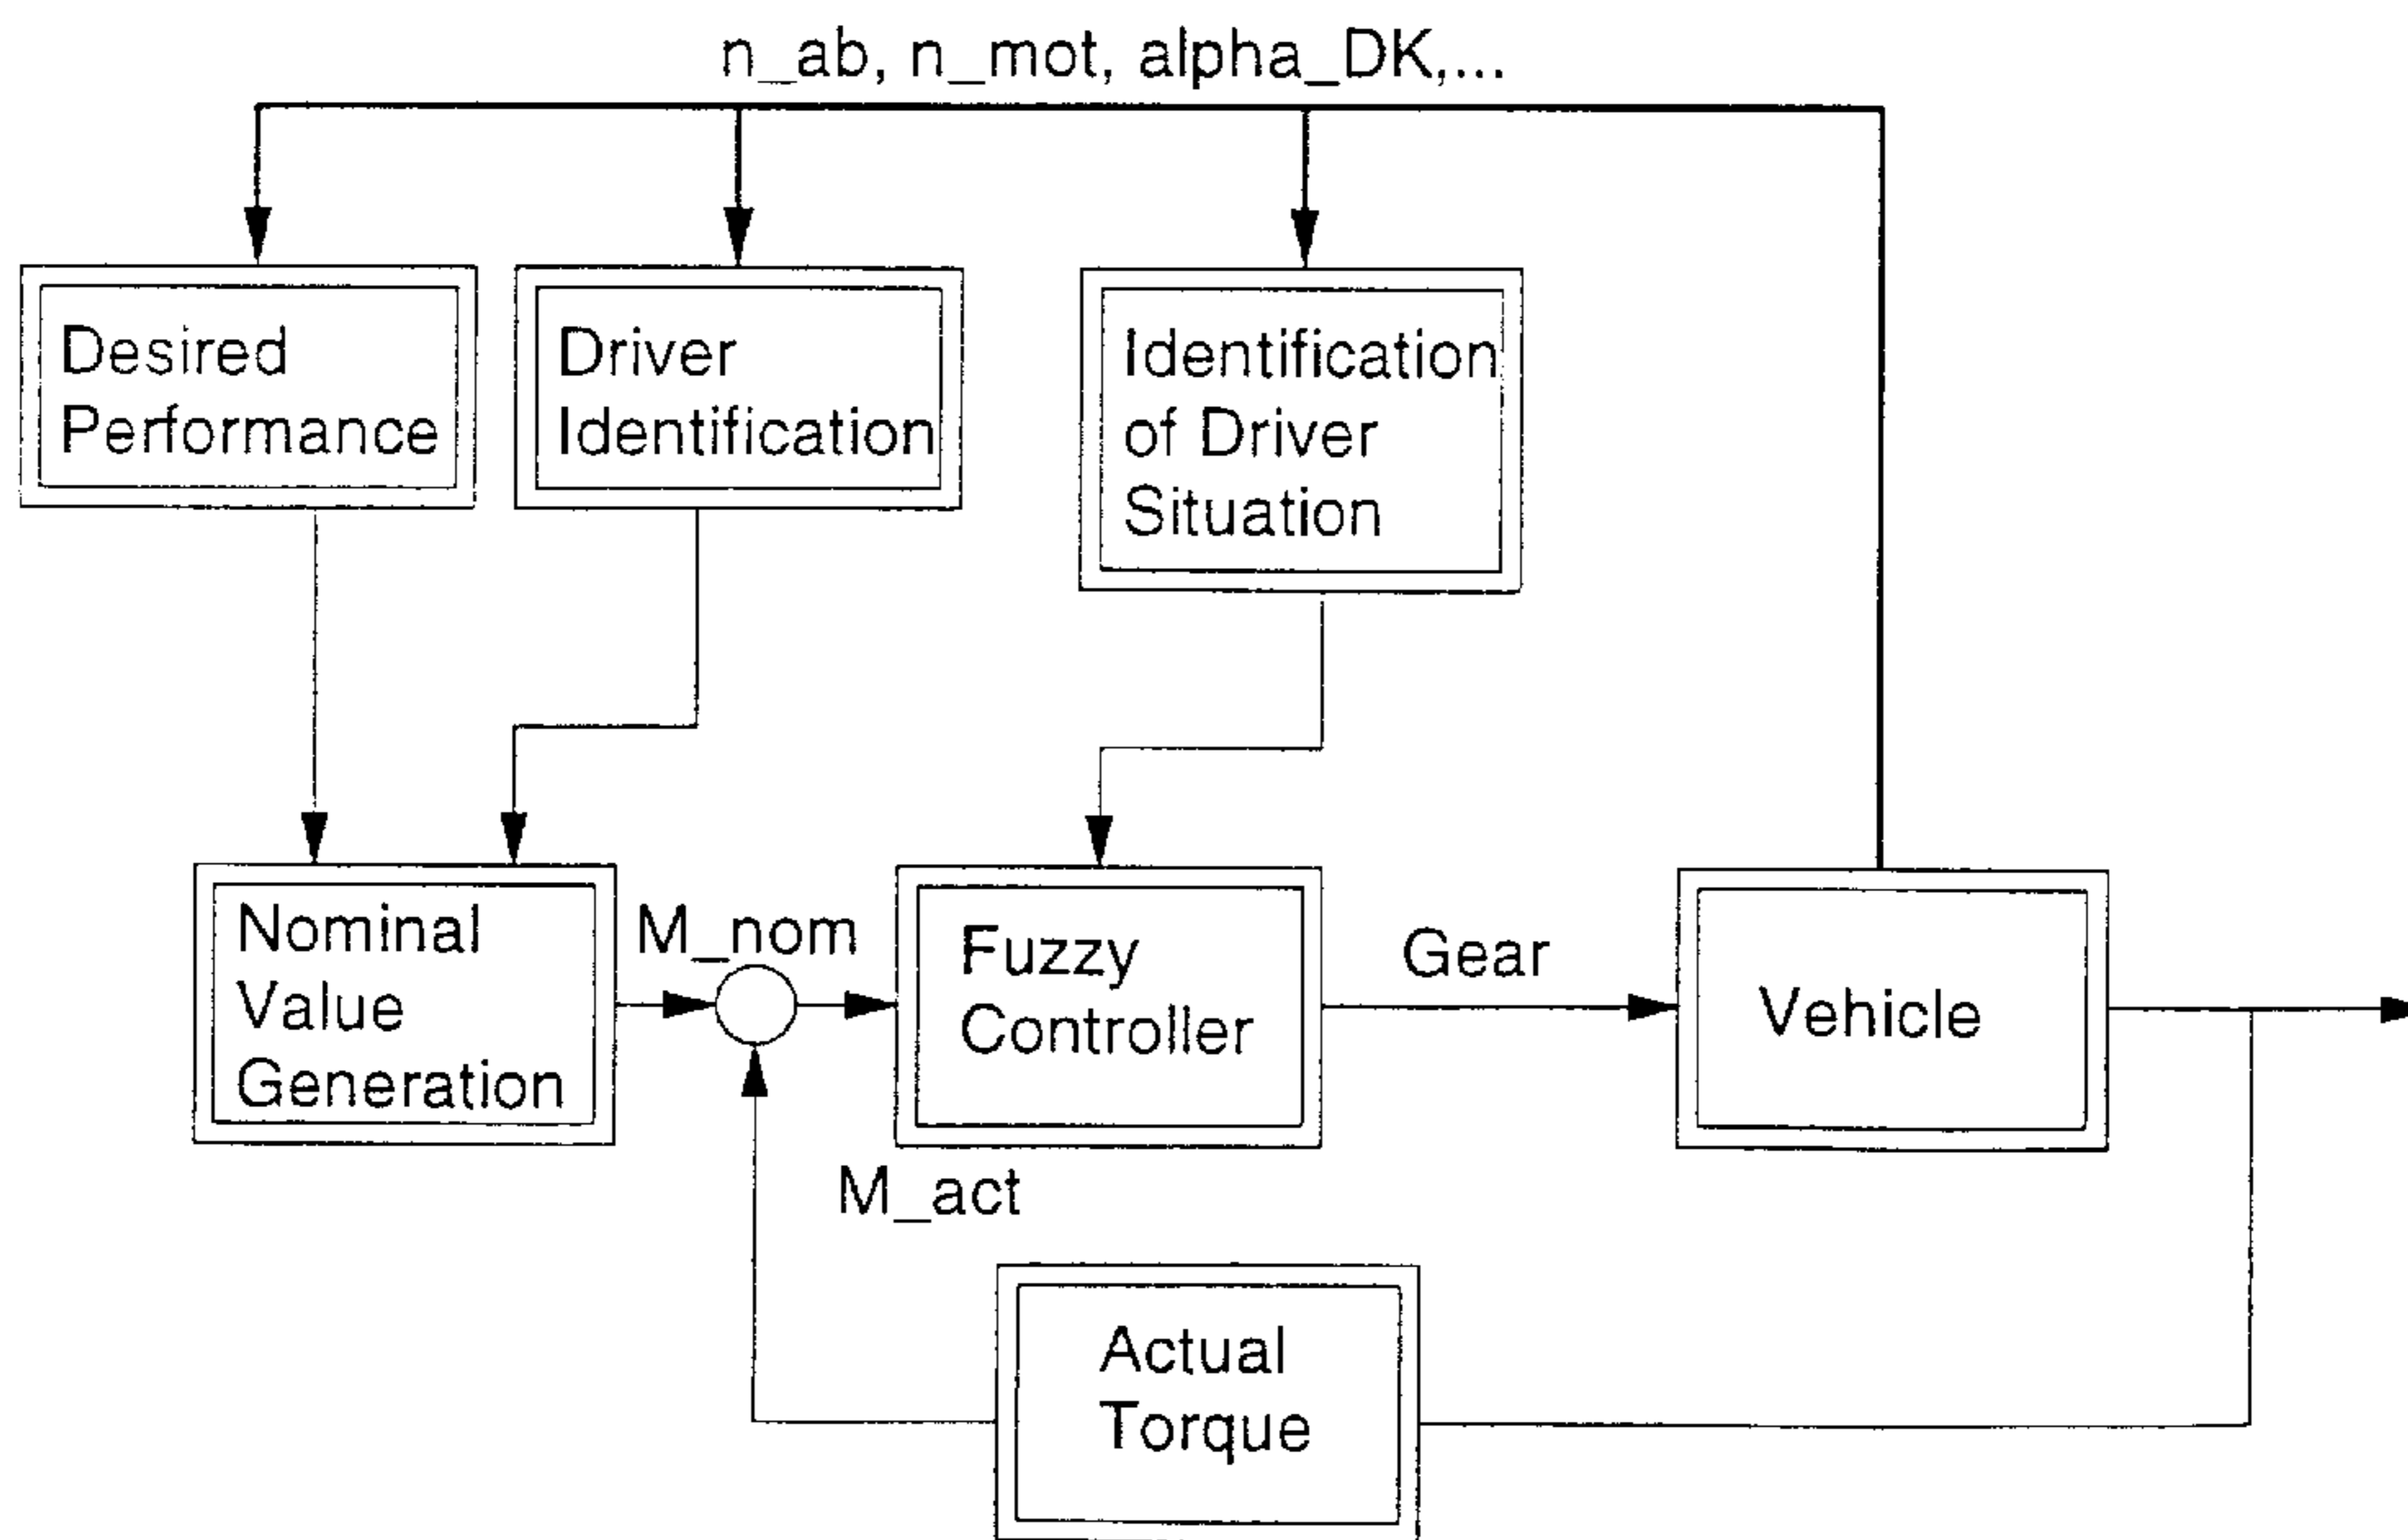 n_ab, n_mot, alpha_DK,...
Desired
Performance
Driver
Identification
Identification
of Driver
Situation
Nominal
Value
Generation
M_nom
Fuzzy
Controller
Gear
Vehicle
M_act
Actual
Torque